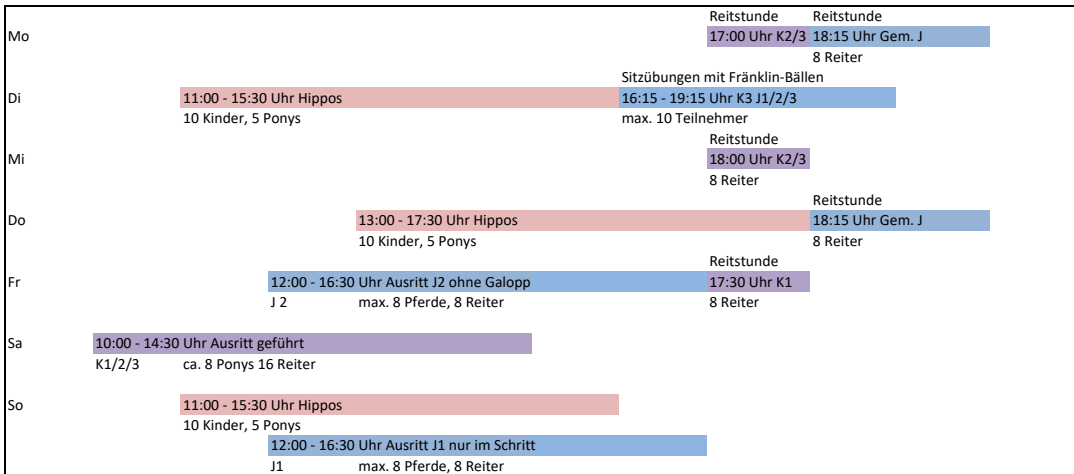 Reitstunde Reitstunde
Mo 17:00 Uhr K2/3 18:15 Uhr Gem. J
8 Reiter
Sitzübungen mit Fränklin-Bällen
Di 11:00 - 15:30 Uhr Hippos 16:15 - 19:15 Uhr K3 J1/2/3
10 Kinder, 5 Ponys max. 10 Teilnehmer
Reitstunde
Mi 18:00 Uhr K2/3
8 Reiter
Reitstunde
Do 13:00 - 17:30 Uhr Hippos 18:15 Uhr Gem. J
10 Kinder, 5 Ponys 8 Reiter
Reitstunde
Fr 12:00 - 16:30 Uhr Ausritt J2 ohne Galopp 17:30 Uhr K1
J 2 max. 8 Pferde, 8 Reiter 8 Reiter
Sa 10:00 - 14:30 Uhr Ausritt geführt
K1/2/3 ca. 8 Ponys 16 Reiter
So 11:00 - 15:30 Uhr Hippos
10 Kinder, 5 Ponys
12:00 - 16:30 Uhr Ausritt J1 nur im Schritt
J1 max. 8 Pferde, 8 Reiter